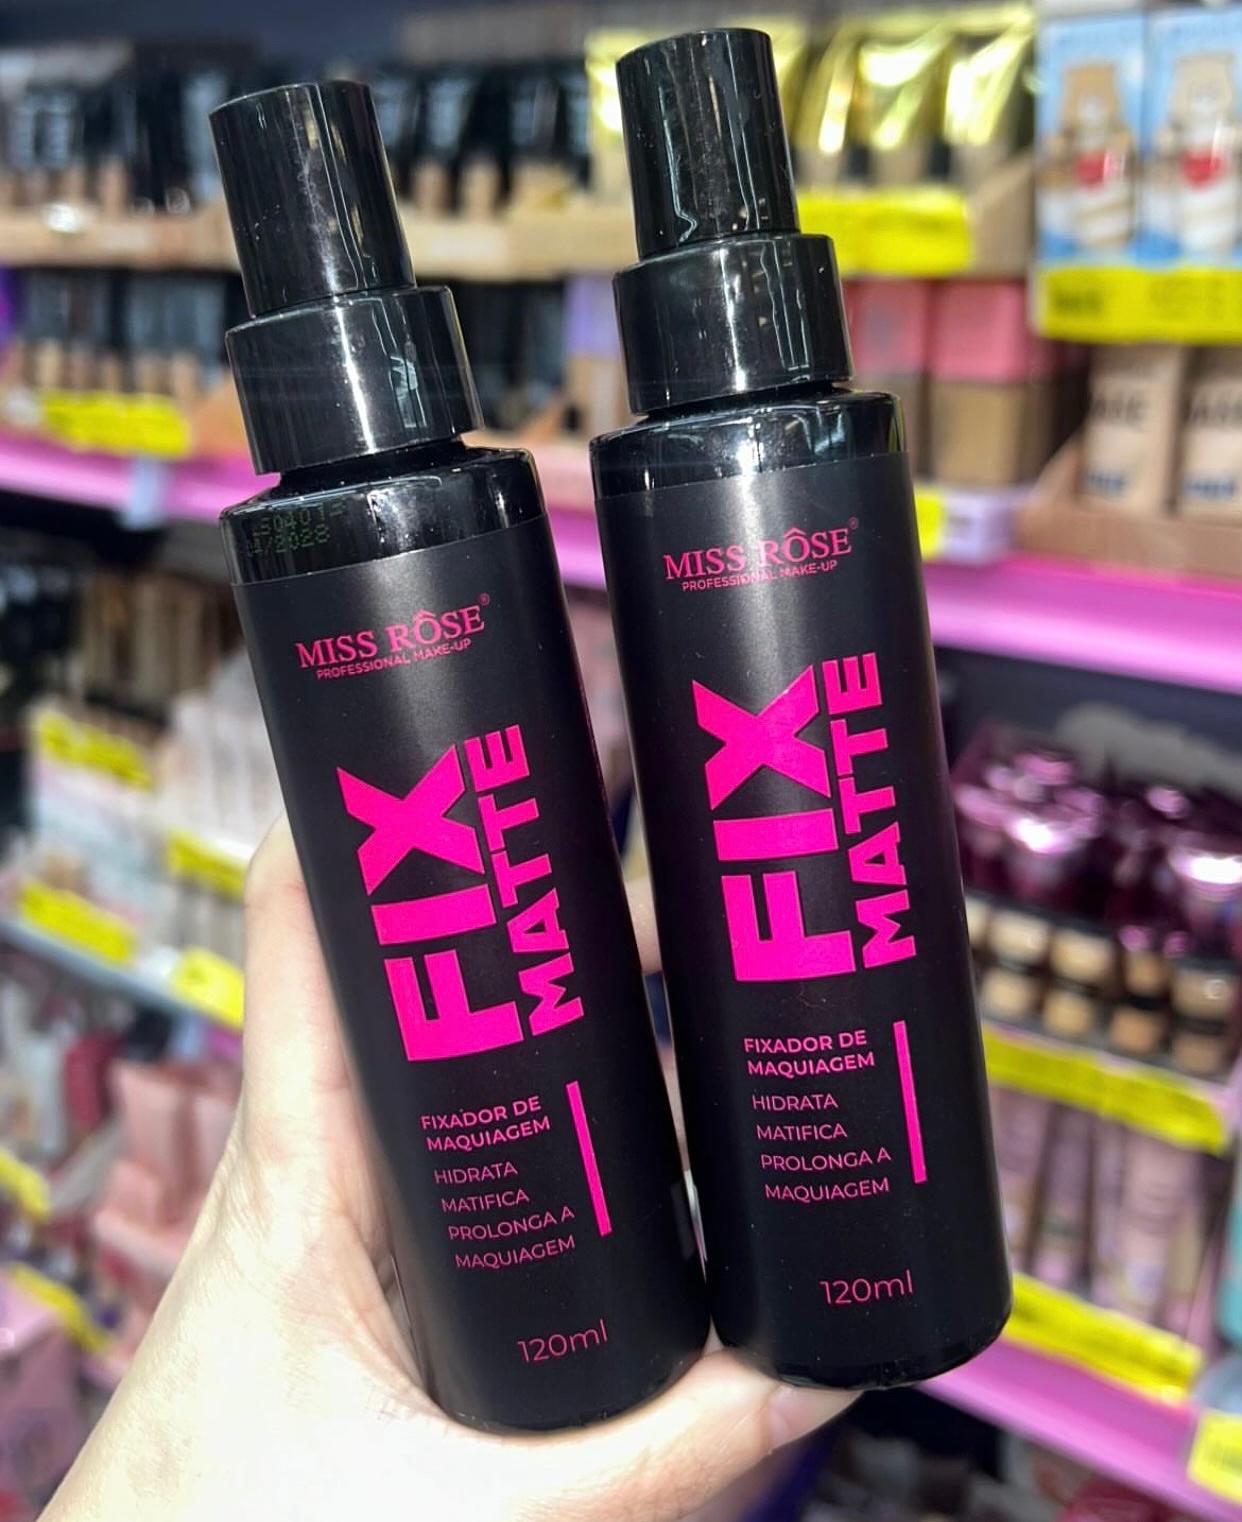 MISS RÔSE®
PROFESSIONAL MAKE-UP
FIX
MATTE
FIXADOR DE
MAQUIAGEM
HIDRATA
MATIFICA
PROLONGA A
MAQUIAGEM
120ml
MISS RÔSE®
PROFESSIONAL MAKE-UP
FIX
MATTE
FIXADOR DE
MAQUIAGEM
HIDRATA
MATIFICA
PROLONGA A
MAQUIAGEM
120ml